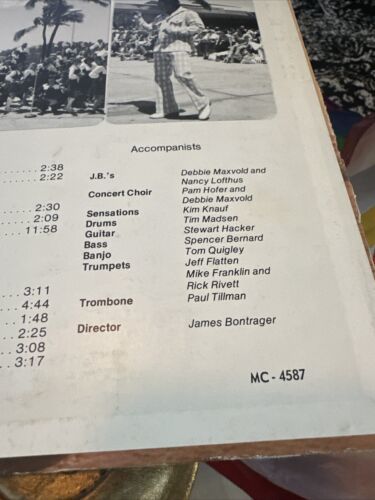 ........ 2:38
....... 2:22
....... 2:30
....... 2:09
...... 11:58
... 3:11
.... 4:44
... 1:48
... 2:25
.. 3:08
... 3:17
Accompanists
J.B.'s Debbie Maxvold and
Nancy Lofthus
Concert Choir Pam Hofer and
Debbie Maxvold
Sensations Kim Knauf
Drums Tim Madsen
Guitar Stewart Hacker
Bass Spencer Bernard
Banjo Tom Quigley
Trumpets Jeff Flatten
Mike Franklin and
Rick Rivett
Trombone Paul Tillman
Director James Bontrager
MC - 4587